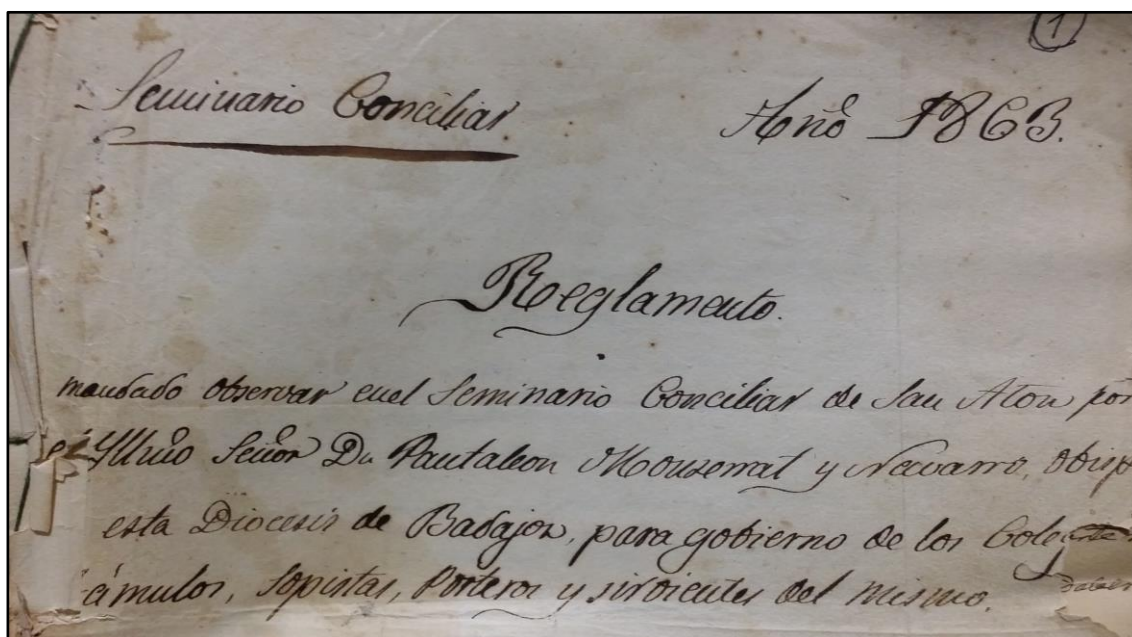 1
Seminario Conciliar Año 1863.
Reglamento.
mandado observar en el Seminario Conciliar de San Aton por
el Yllmo Señor Dn Pantaleon Monserrat y Navarro, Obispo
esta Diocesis de Badajoz, para gobierno de los
fámulos, sopistas, Porteros y sirvientes del mismo.